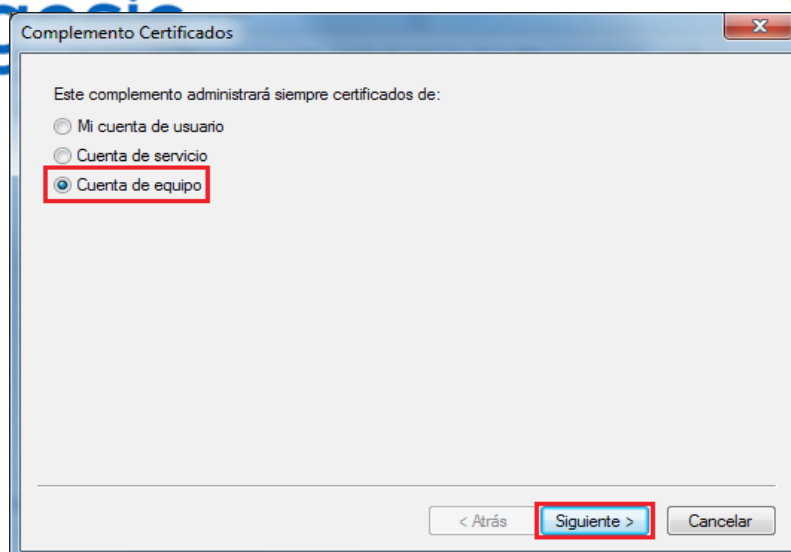 Complemento Certificados
Este complemento administrará siempre certificados de:
Mi cuenta de usuario
Cuenta de servicio
Cuenta de equipo
< Atrás
Siguiente >
Cancelar